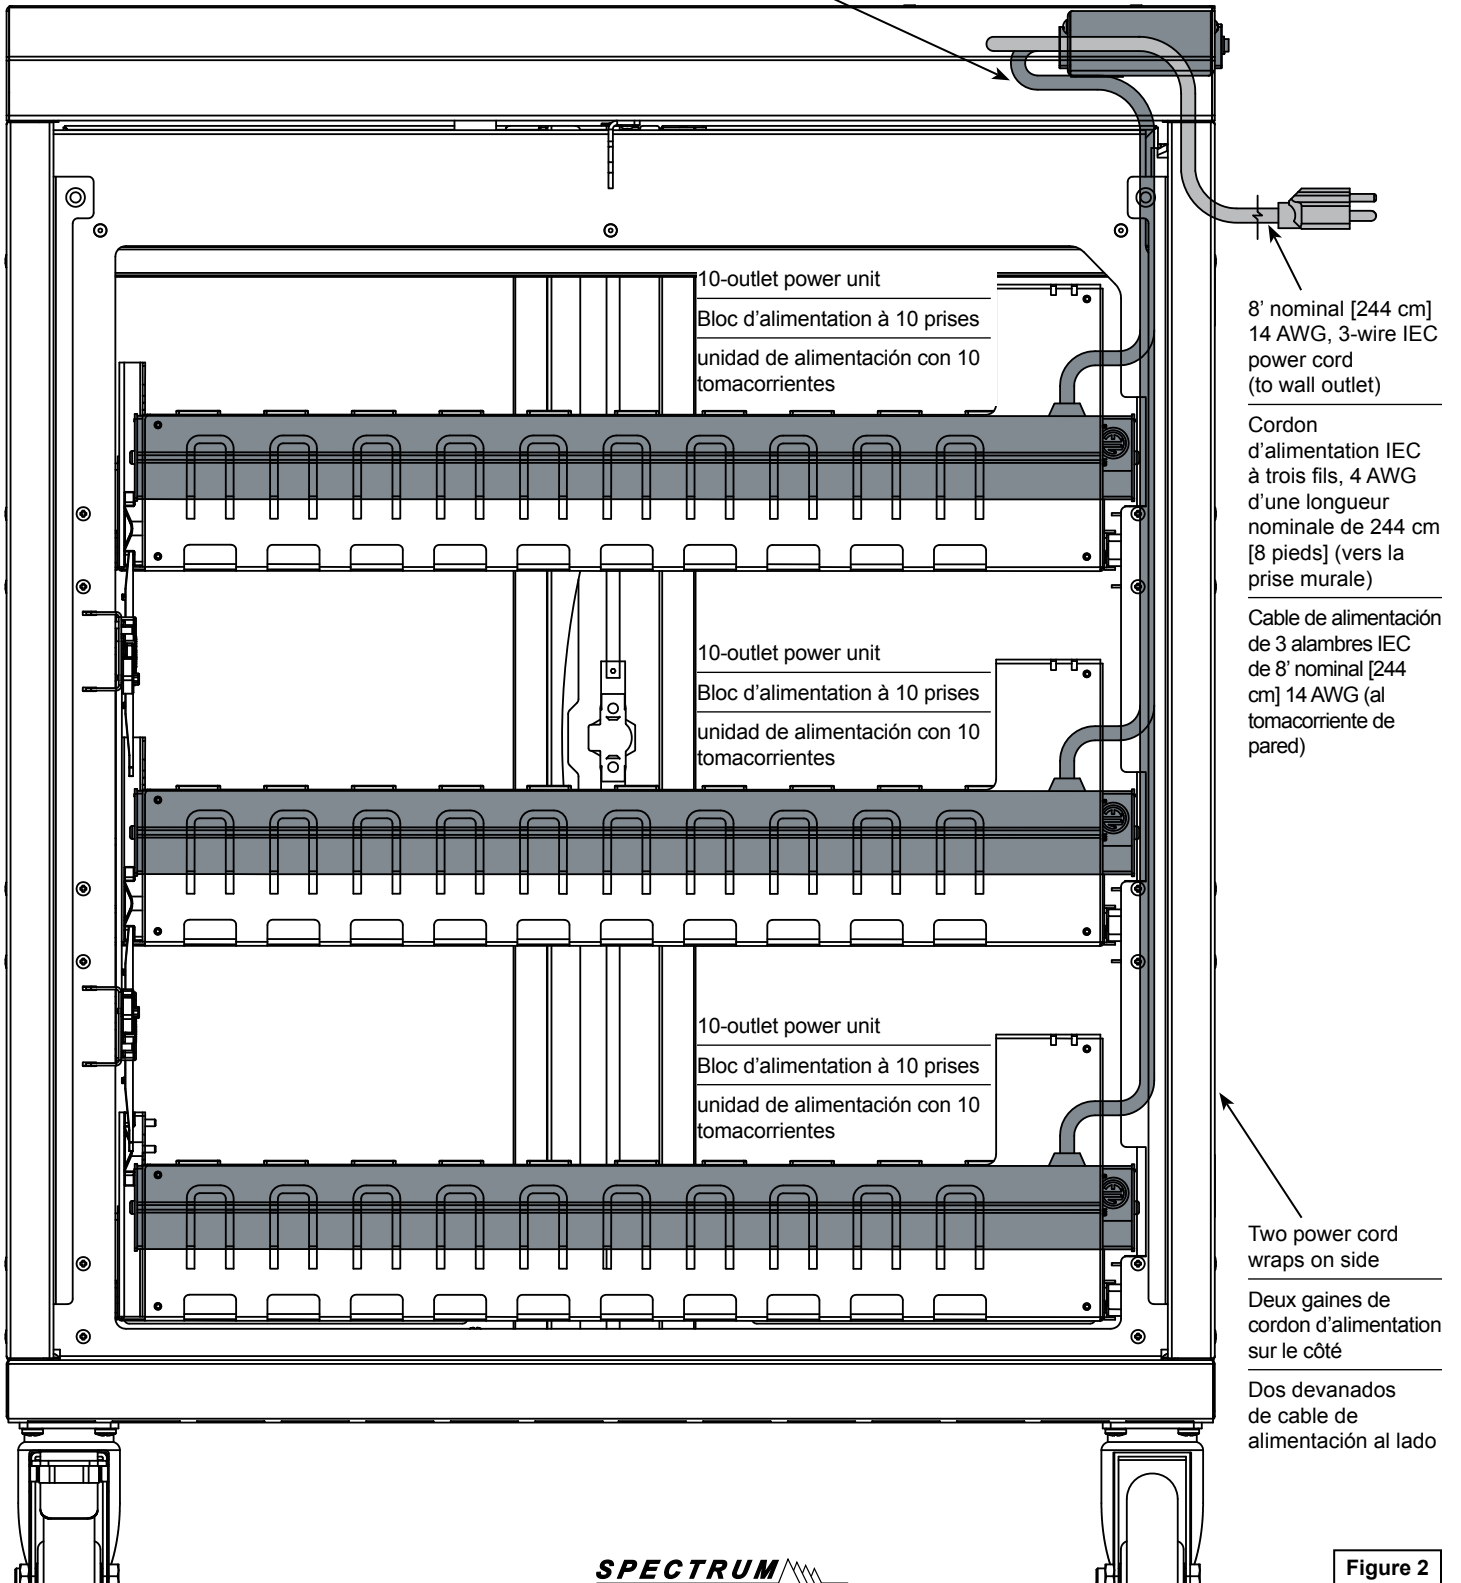 10-outlet power unit
Bloc d'alimentation à 10 prises
unidad de alimentación con 10
tomacorrientes
8' nominal [244 cm]
14 AWG, 3-wire IEC
power cord
(to wall outlet)
Cordon
d'alimentation IEC
à trois fils, 4 AWG
d'une longueur
nominale de 244 cm
[8 pieds] (vers la
prise murale)
Cable de alimentación
de 3 alambres IEC
de 8' nominal [244
cm] 14 AWG (al
tomacorriente de
pared)
10-outlet power unit
Bloc d'alimentation à 10 prises
unidad de alimentación con 10
tomacorrientes
10-outlet power unit
Bloc d'alimentation à 10 prises
unidad de alimentación con 10
tomacorrientes
Two power cord
wraps on side
Deux gaines de
cordon d'alimentation
sur le côté
Dos devanados
de cable de
alimentación al lado
SPECTRUM
Figure 2